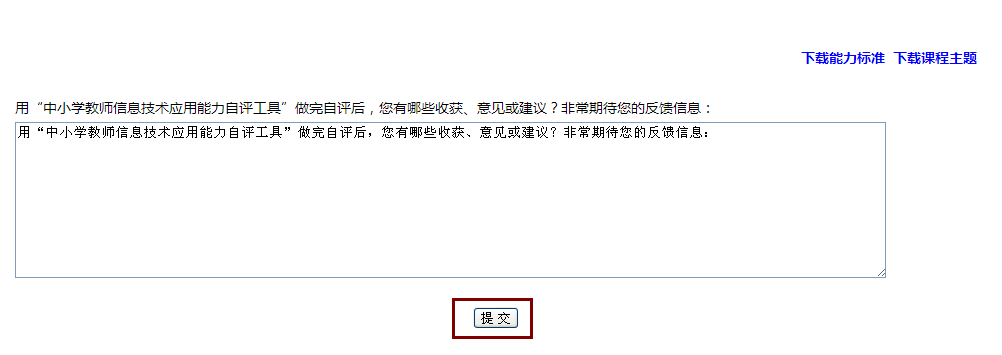 下载能力标准 下载课程主题
用“中小学教师信息技术应用能力自评工具”做完自评后，您有哪些收获、意见或建议？非常期待您的反馈信息：
用“中小学教师信息技术应用能力自评工具”做完自评后，您有哪些收获、意见或建议？非常期待您的反馈信息：
提 交